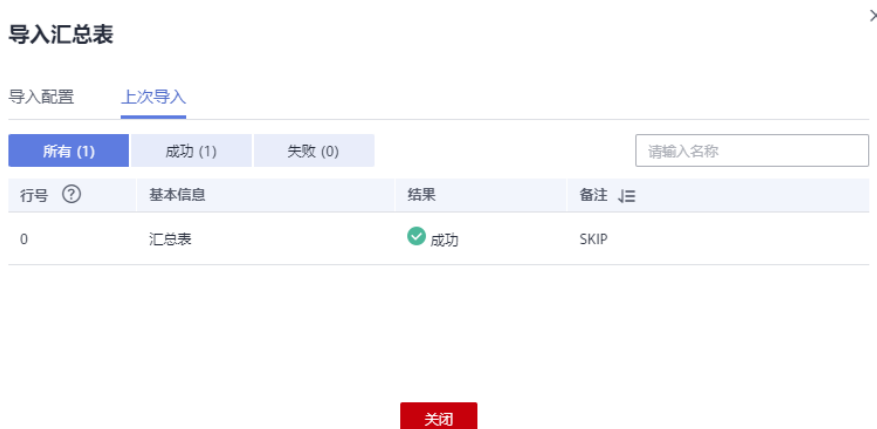 导入汇总表
导入配置 上次导入
所有 (1) 成功 (1) 失败 (0) 请输入名称
行号 ? 基本信息 结果 备注
0 汇总表 成功 SKIP
关闭